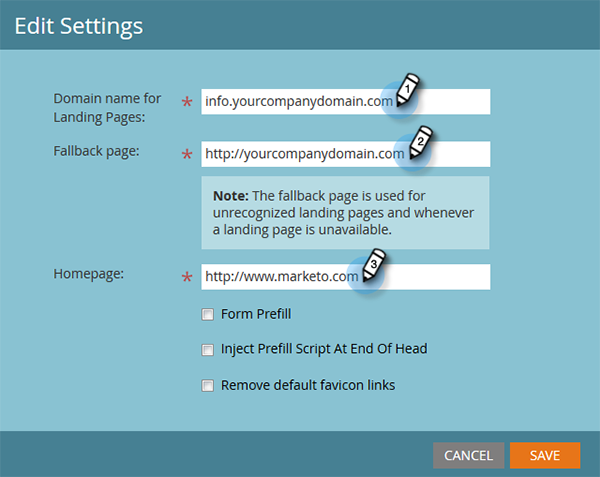 Edit Settings
Domain name for
Landing Pages:
* info.yourcompanydomain.com 1
Fallback page: * http://yourcompanydomain.com 2
Note: The fallback page is used for
unrecognized landing pages and whenever
a landing page is unavailable.
Homepage: * http://www.marketo.com 3
Form Prefill
Inject Prefill Script At End Of Head
Remove default favicon links
CANCEL SAVE